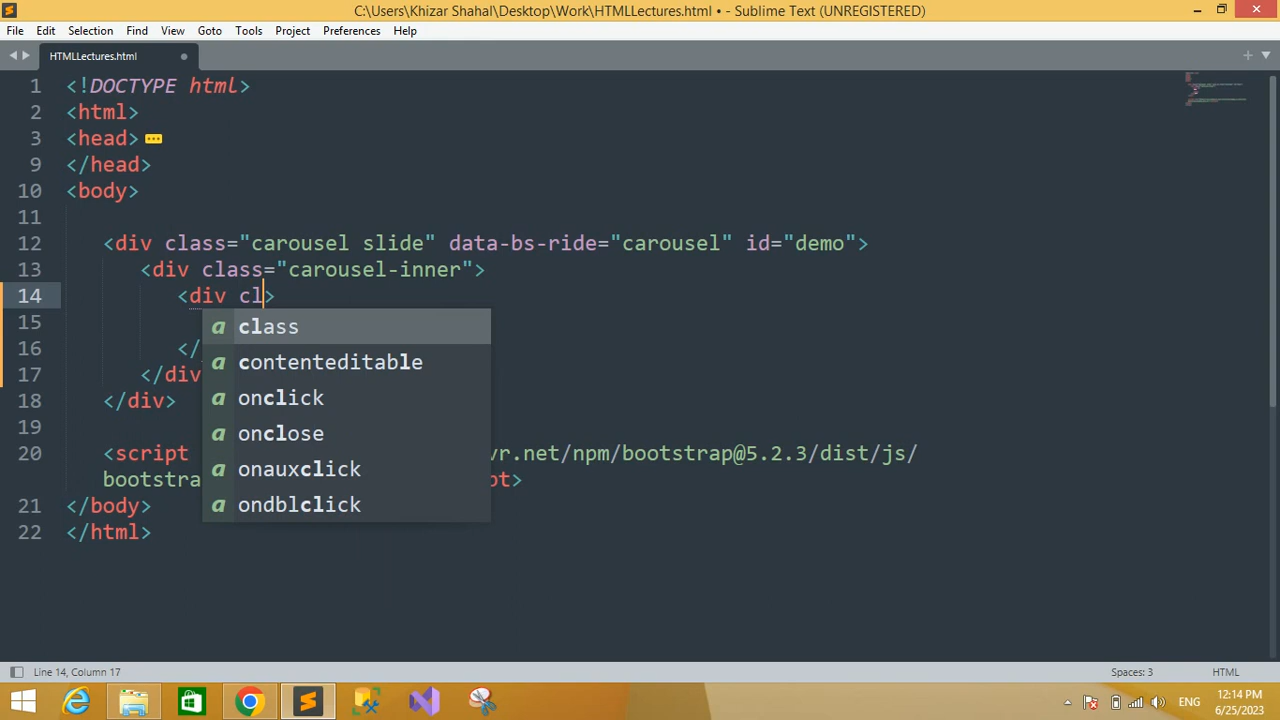 C:\Users\Khizar Shahal\Desktop\Work\HTMLLectures.html • - Sublime Text (UNREGISTERED)
File Edit Selection Find View Goto Tools Project Preferences Help
HTMLLectures.html
1 <!DOCTYPE html>
2 <html>
3 <head>
9 </head>
10 <body>
11
12 <div class="carousel slide" data-bs-ride="carousel" id="demo">
13 <div class="carousel-inner">
14 <div cl>
15
a class
16 </
a contenteditable
17 </div
a onclick
18 </div>
19
a onclose
20 <script vr.net/npm/bootstrap@5.2.3/dist/js/
a onauxclick
bootstra pt>
21 </body>
a ondblclick
22 </html>
Line 14, Column 17
Spaces: 3
HTML
ENG
12:14 PM
6/25/2023